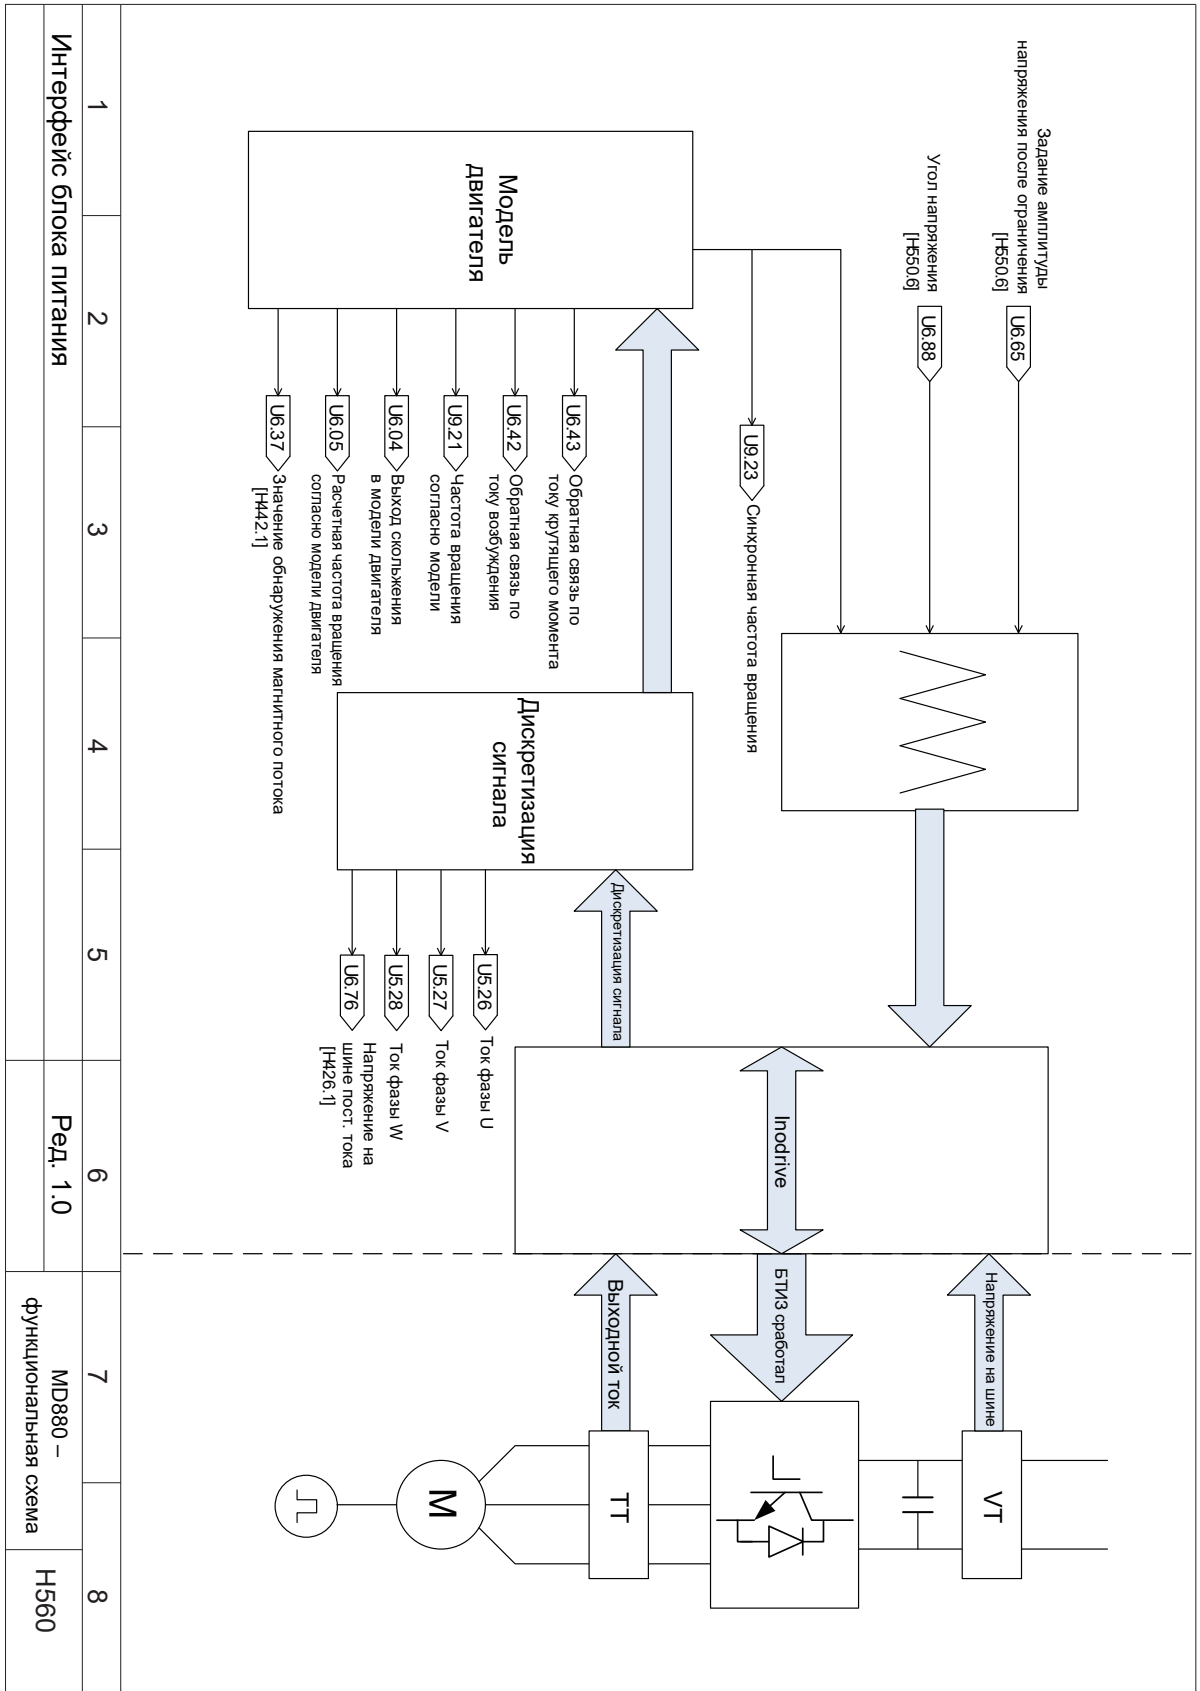 Задание амплитуды
напряжения после ограничения
[H550.6]
U6.65
Угол напряжения
[H550.6]
U6.88
U9.23
Синхронная частота вращения
Модель
двигателя
U6.43
Обратная связь по
току крутящего момента
U6.42
Обратная связь по
току возбуждения
U9.21
Частота вращения
согласно модели
U6.04
Выход скольжения
в модели двигателя
U6.05
Расчетная частота вращения
согласно модели двигателя
U6.37
Значение обнаружения магнитного потока
[H442.1]
Дискретизация
сигнала
Дискретизация сигнала
U5.26
Ток фазы U
U5.27
Ток фазы V
U5.28
Ток фазы W
U6.76
Напряжение на
шине пост. тока
[H426.1]
Inodrive
Напряжение на шине
БТИЗ сработал
Выходной ток
VT
TT
M
1
2
3
4
5
6
7
8
Интерфейс блока питания
Ред. 1.0
MD880 –
функциональная схема
H560